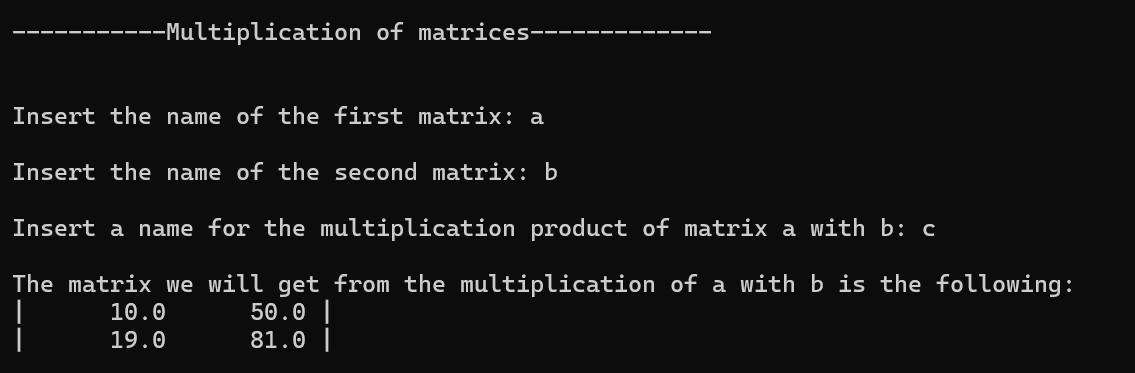 -----------Multiplication of matrices-------------
Insert the name of the first matrix: a
Insert the name of the second matrix: b
Insert a name for the multiplication product of matrix a with b: c
The matrix we will get from the multiplication of a with b is the following:
|      10.0      50.0 |
|      19.0      81.0 |